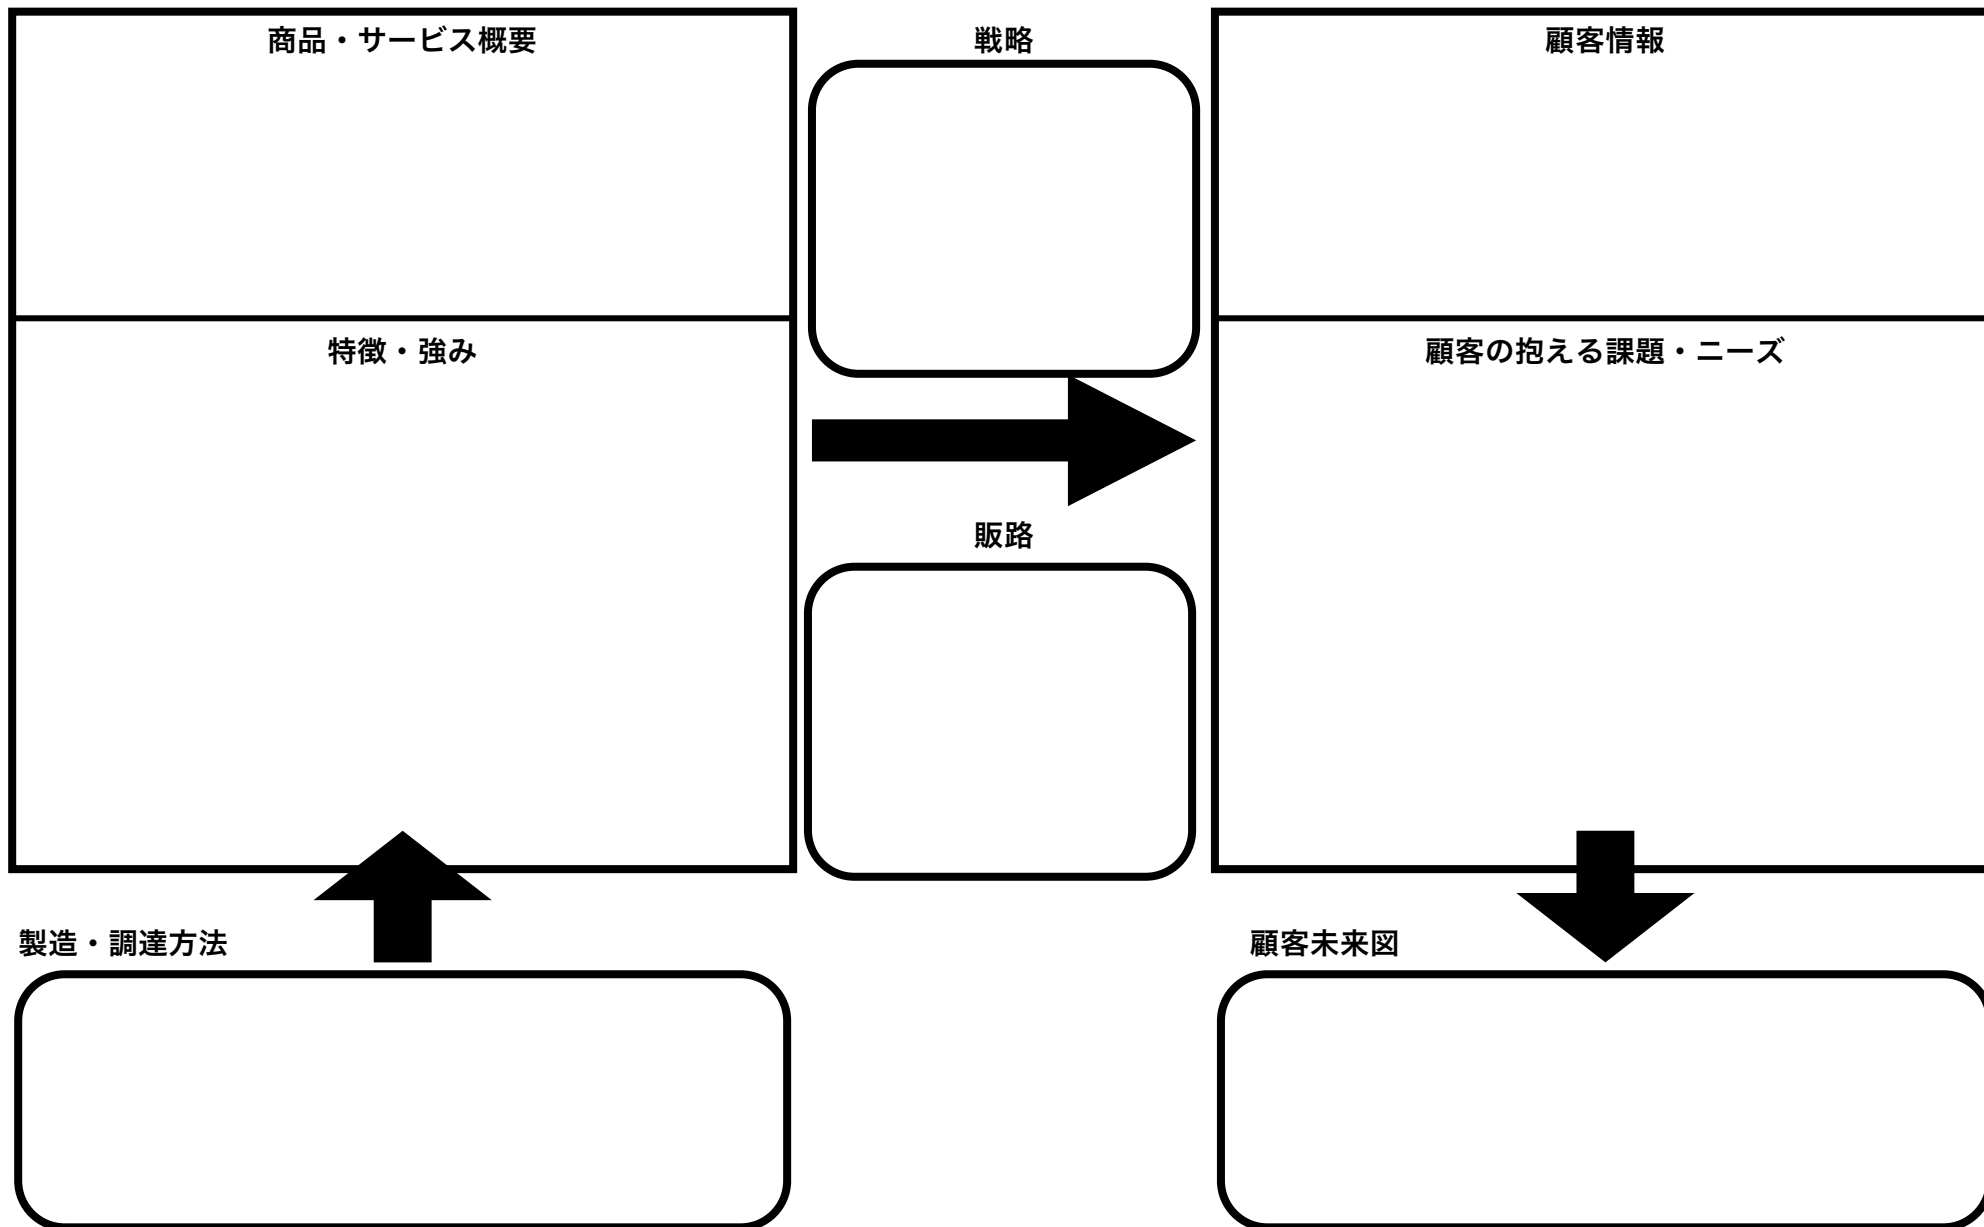 商品・サービス概要
戦略
顧客情報
特徴・強み
顧客の抱える課題・ニーズ
販路
製造・調達方法
顧客未来図